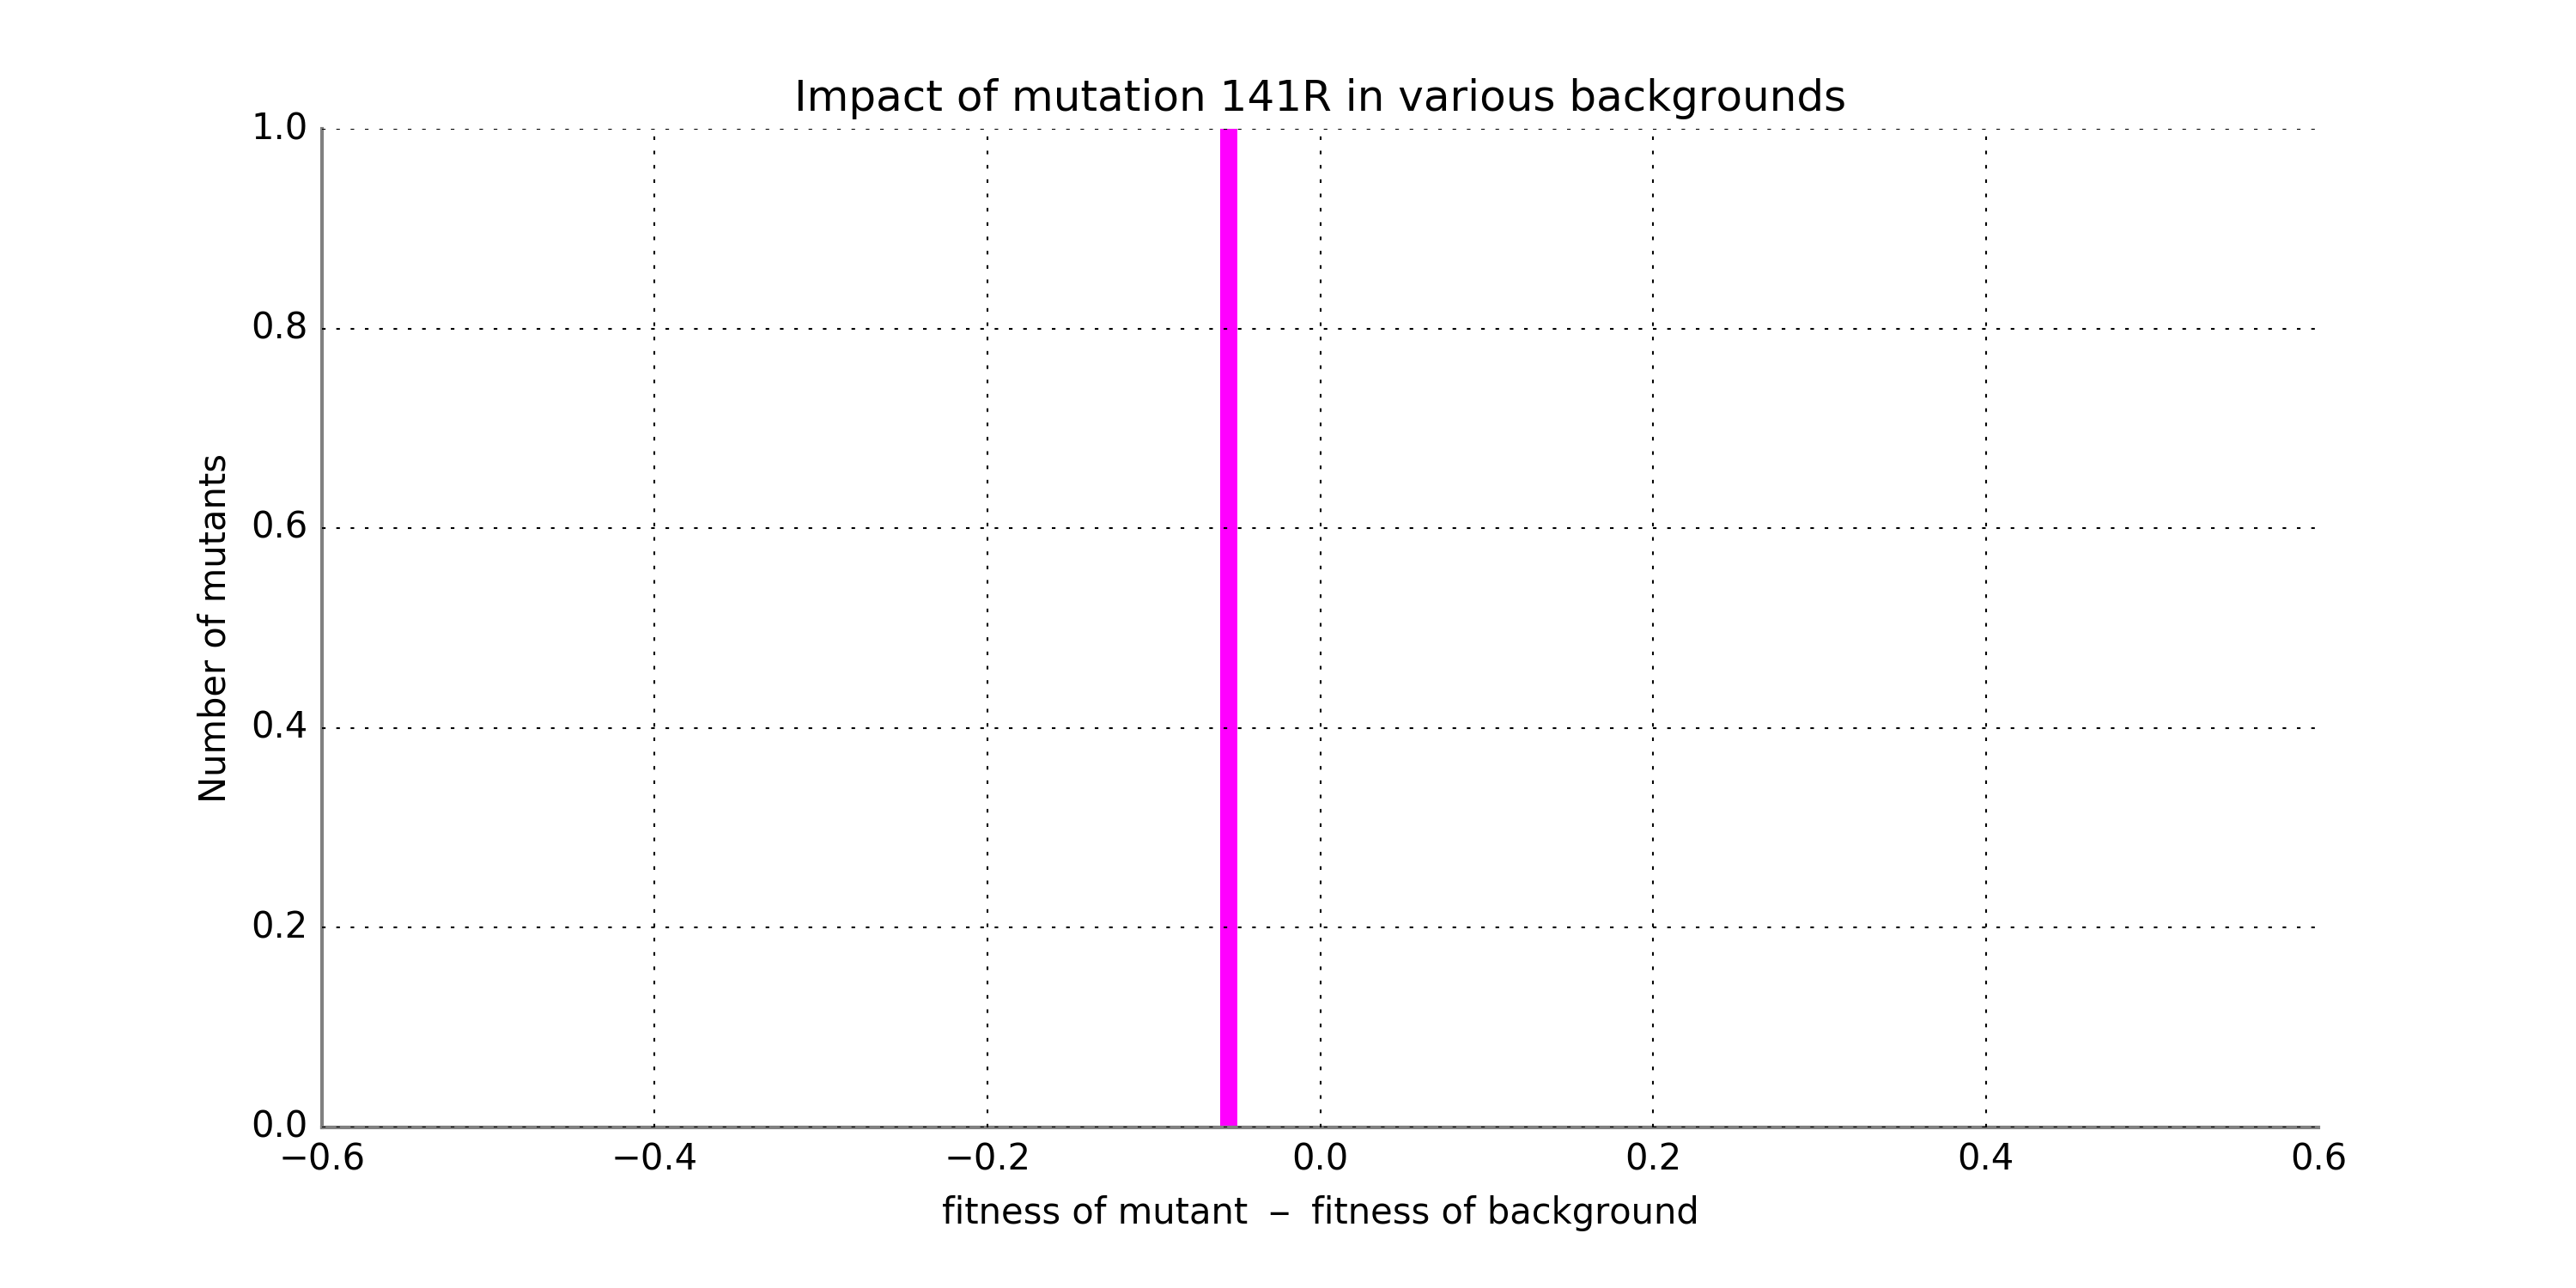 Impact of mutation 141R in various backgrounds
1.0
0.8
0.6
0.4
0.2
0.0
Number of mutants
−0.6 −0.4 −0.2 0.0 0.2 0.4 0.6
fitness of mutant − fitness of background